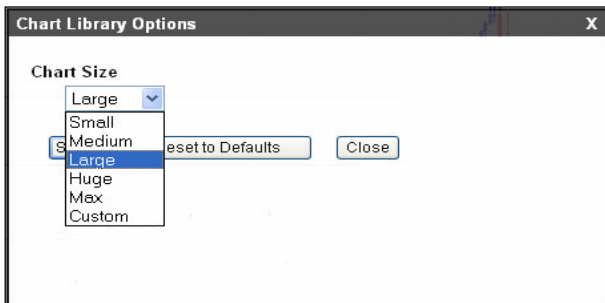 Chart Library Options X
Chart Size
Large
Small
Medium
S eset to Defaults Close
Large
Huge
Max
Custom